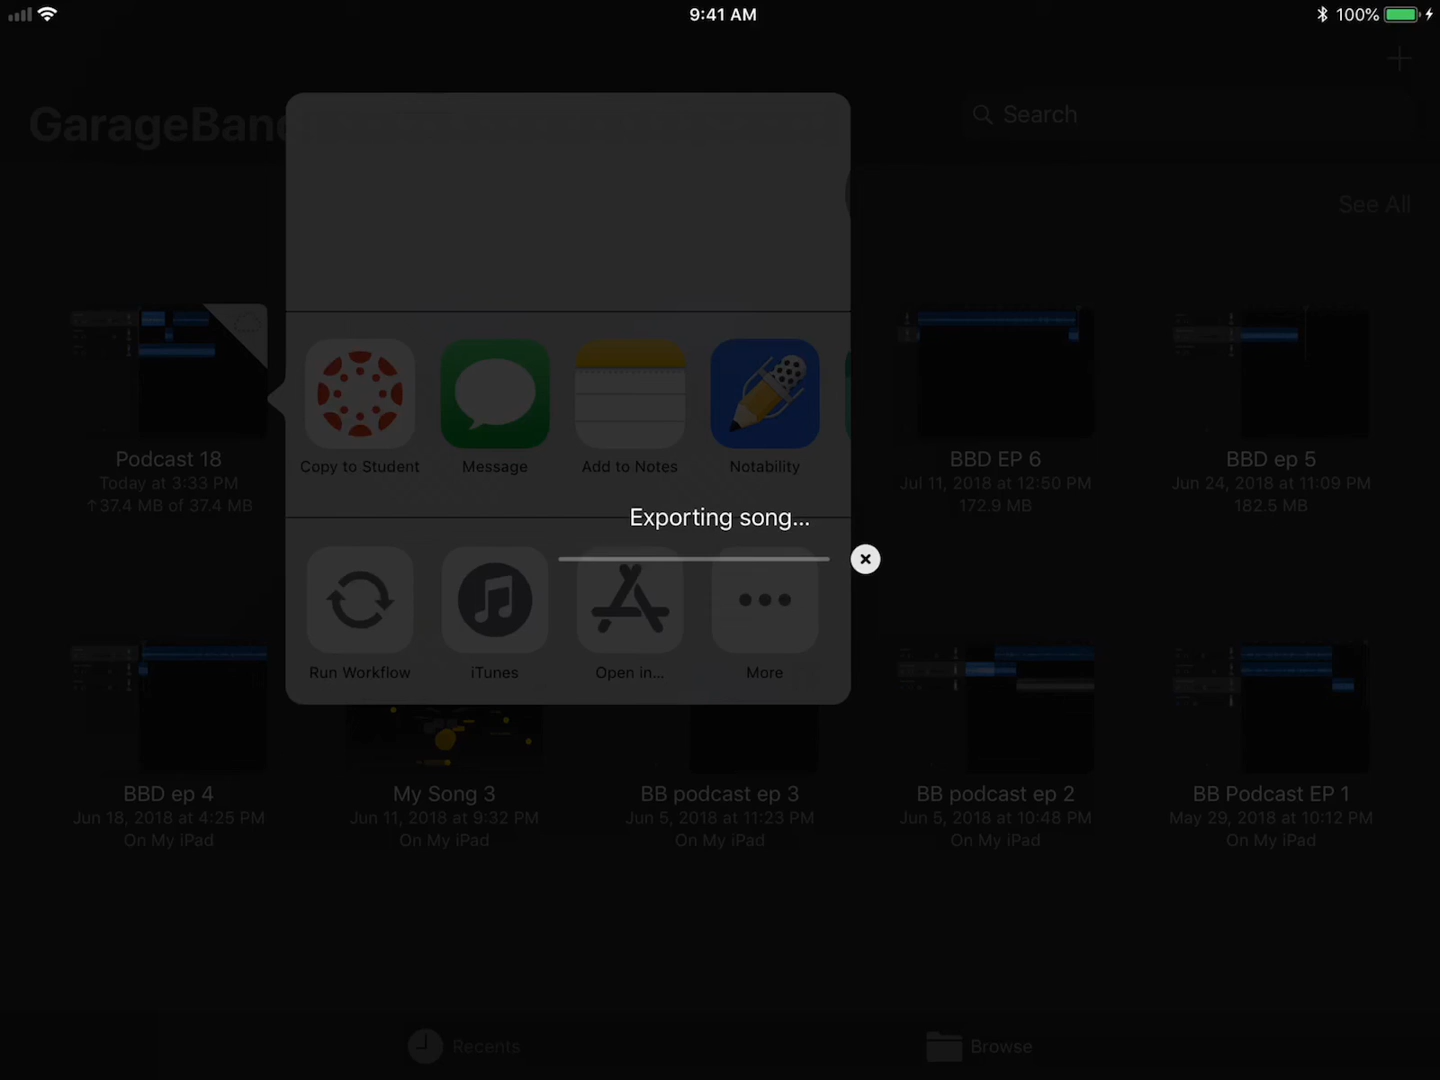 9:41 AM
100%
GarageBan
Search
See All
Copy to Student
Message
Add to Notes
Notability
Podcast 18
Today at 3:33 PM
↑37.4 MB of 37.4 MB
BBD EP 6
Jul 11, 2018 at 12:50 PM
172.9 MB
BBD ep 5
Jun 24, 2018 at 11:09 PM
182.5 MB
Exporting song...
Run Workflow
iTunes
Open in...
More
BBD ep 4
Jun 18, 2018 at 4:25 PM
On My iPad
My Song 3
Jun 11, 2018 at 9:32 PM
On My iPad
BB podcast ep 3
Jun 5, 2018 at 11:23 PM
On My iPad
BB podcast ep 2
Jun 5, 2018 at 10:48 PM
On My iPad
BB Podcast EP 1
May 29, 2018 at 10:12 PM
On My iPad
Recents
Browse